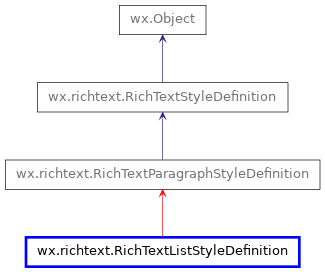 wx.Object
wx.richtext.RichTextStyleDefinition
wx.richtext.RichTextParagraphStyleDefinition
wx.richtext.RichTextListStyleDefinition